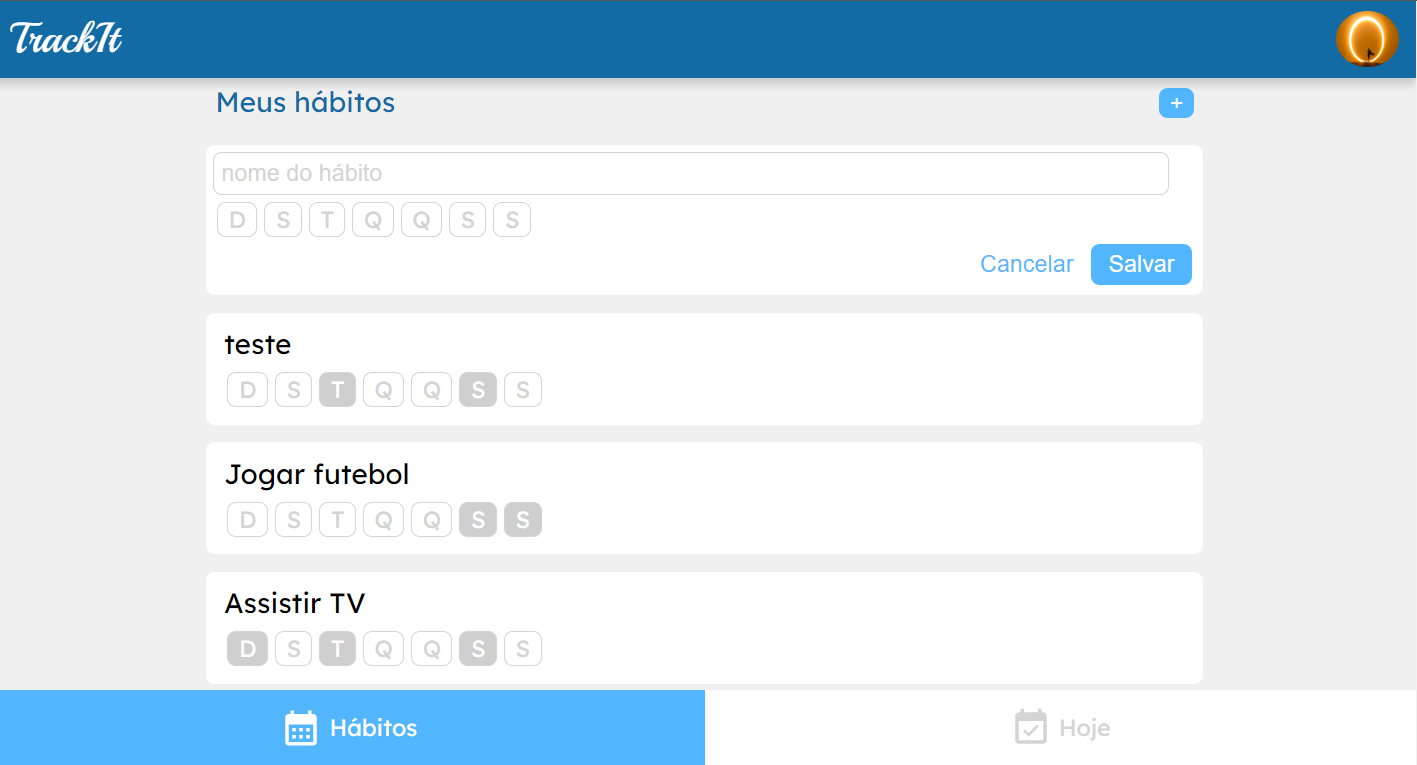 TrackIt
Meus hábitos
+
nome do hábito
D S T Q Q S S
Cancelar Salvar
teste
D S T Q Q S S
Jogar futebol
D S T Q Q S S
Assistir TV
D S T Q Q S S
Hábitos Hoje